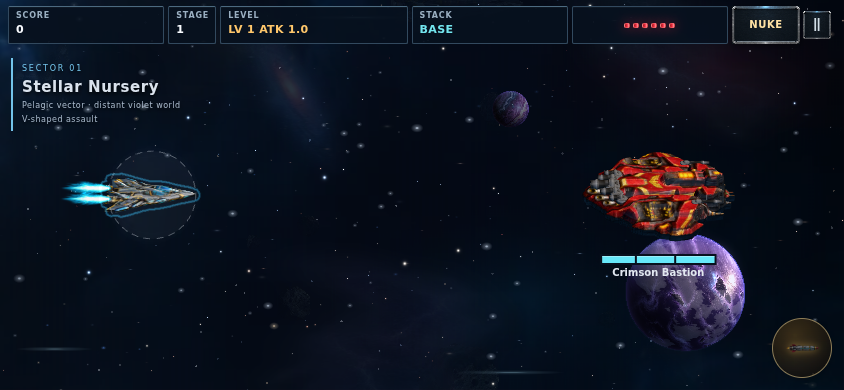 SCORE
0
STAGE
1
LEVEL
LV 1 ATK 1.0
STACK
BASE
NUKE
SECTOR 01
Stellar Nursery
Pelagic vector · distant violet world
V-shaped assault
Crimson Bastion